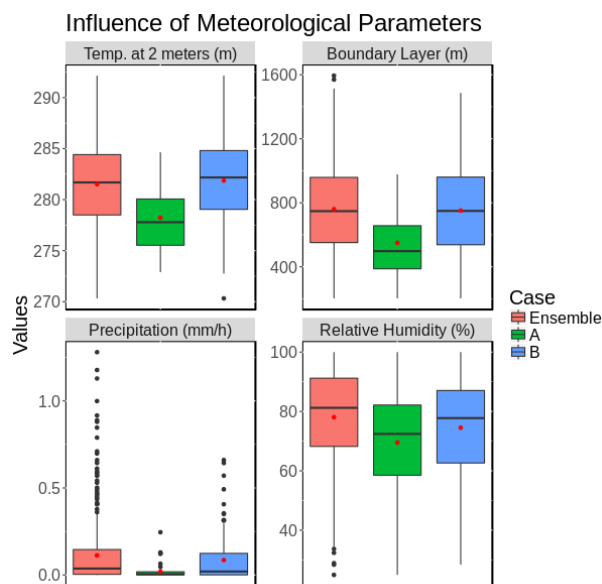 Influence of Meteorological Parameters
Temp. at 2 meters (m)
Boundary Layer (m)
290
285
280
275
270
1600
1200
800
400
Values
Precipitation (mm/h)
Relative Humidity (%)
1.0
0.5
0.0
100
80
60
40
Case
Ensemble
A
B